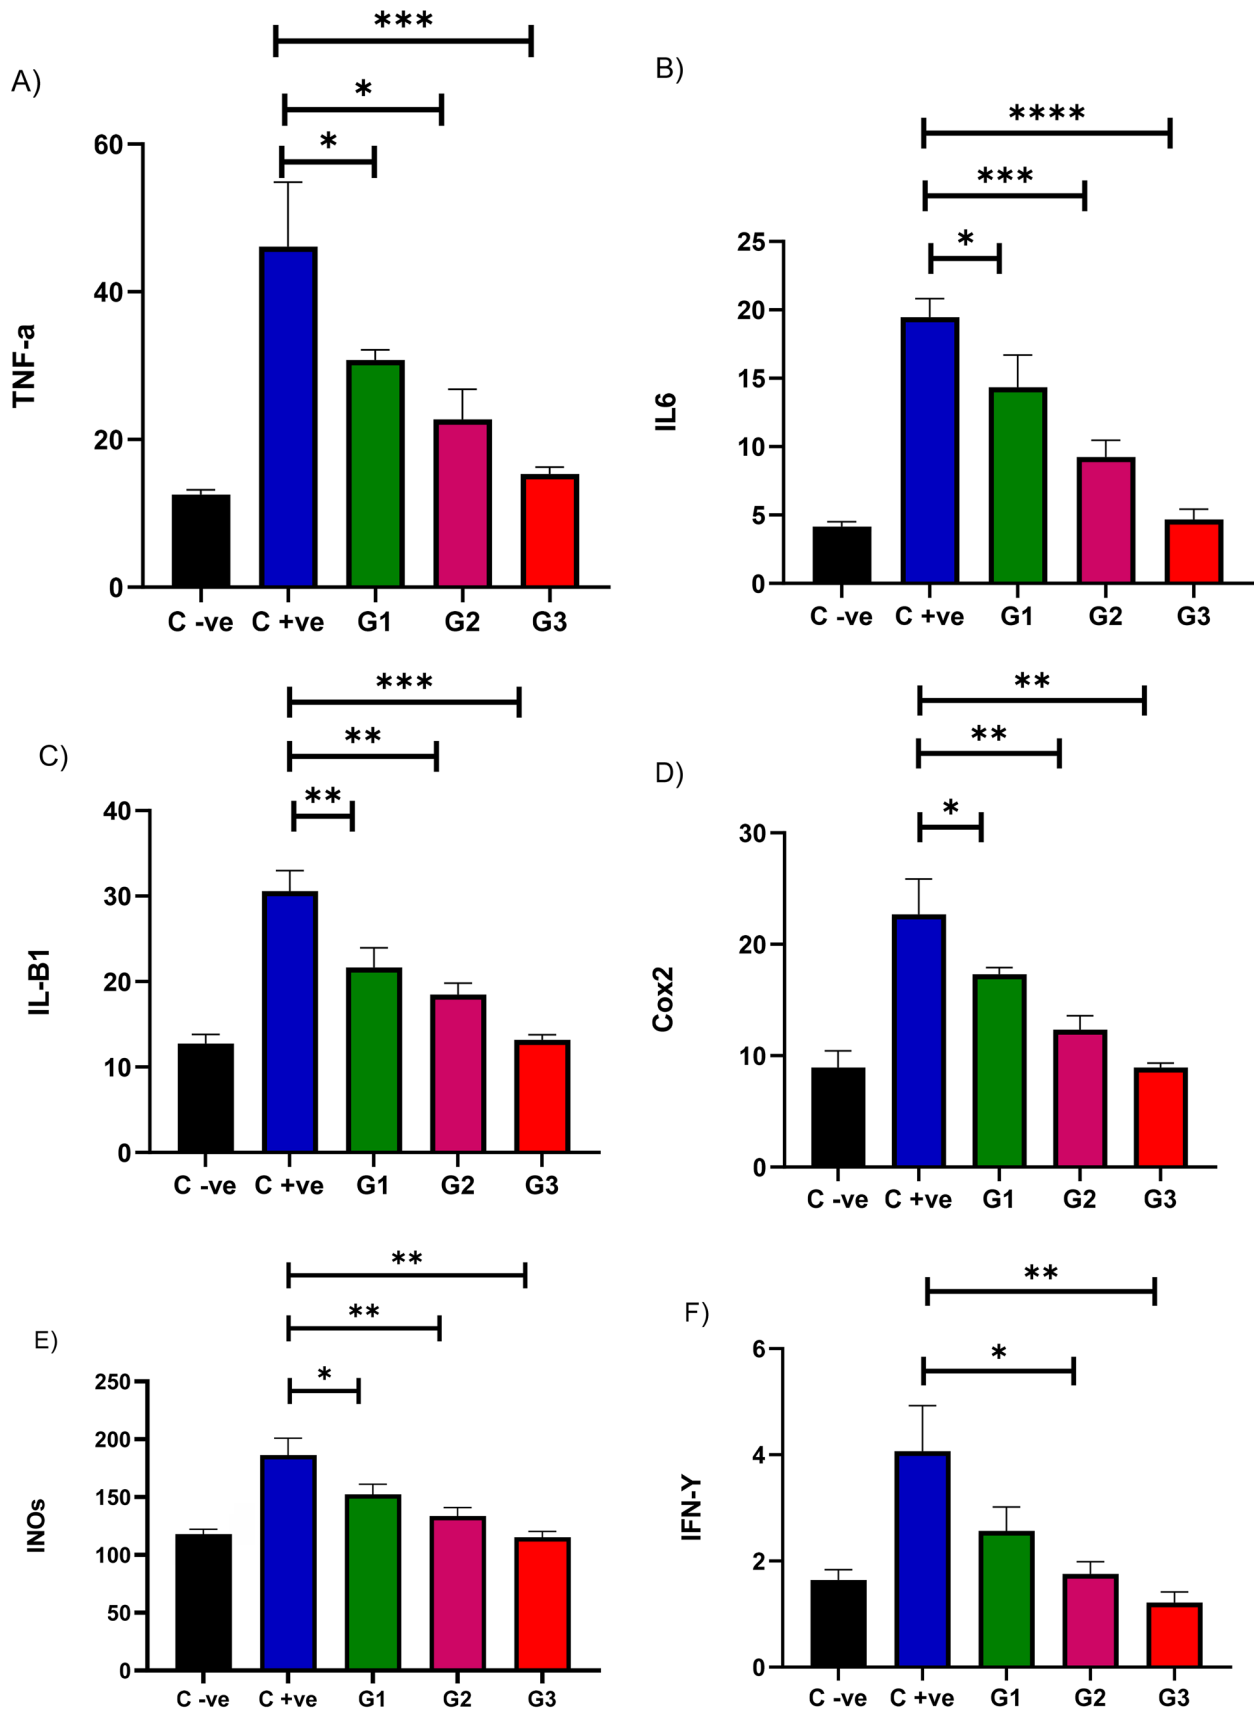 A)
***
*
*
60
40
20
0
TNF-a
C -ve C +ve G1 G2 G3
B)
****
***
*
25
20
15
10
5
0
IL6
C -ve C +ve G1 G2 G3
C)
***
**
**
40
30
20
10
0
IL-B1
C -ve C +ve G1 G2 G3
D)
**
**
*
30
20
10
0
Cox2
C -ve C +ve G1 G2 G3
E)
**
**
*
250
200
150
100
50
0
INOs
C -ve C +ve G1 G2 G3
F)
**
*
6
4
2
0
IFN-Y
C -ve C +ve G1 G2 G3